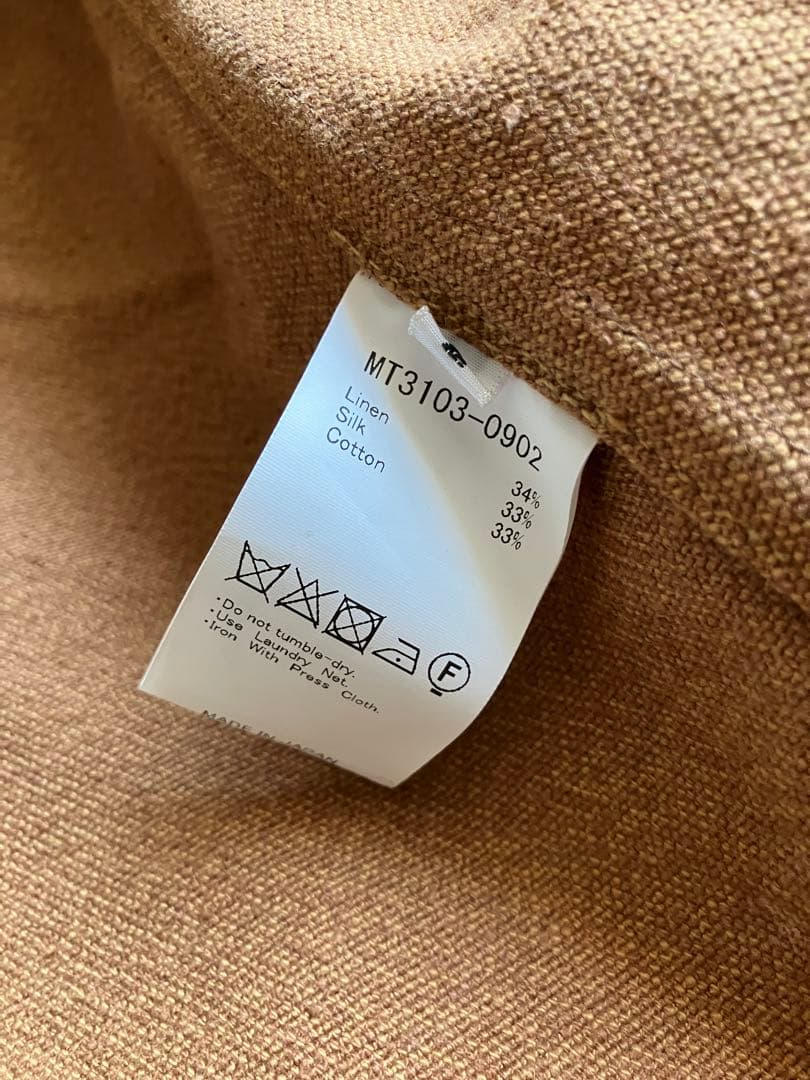 MT3103-0902
Linen 34%
Silk 33%
Cotton 33%
F
·Do not tumble-dry.
·Use Laundry Net.
·Iron With Press Cloth.
MADE IN JAPAN